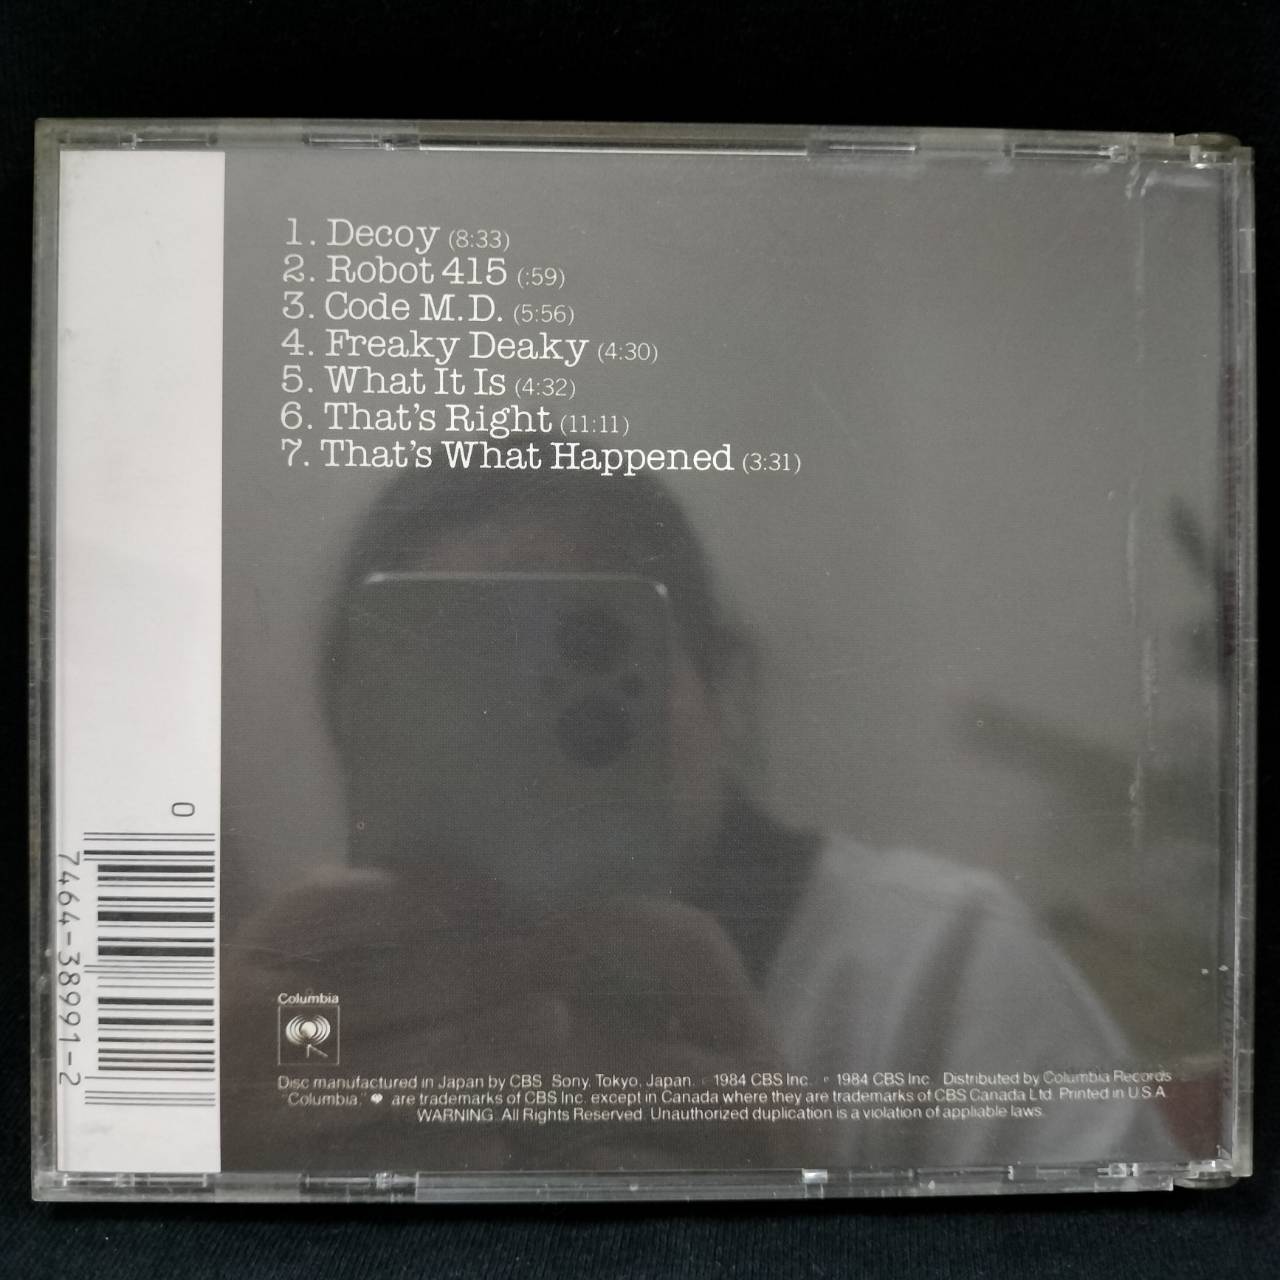 1. Decoy (8:33)
2. Robot 415 (:59)
3. Code M.D. (5:56)
4. Freaky Deaky (4:30)
5. What It Is (4:32)
6. That's Right (11:11)
7. That's What Happened (3:31)
0
7464-38991-2
Columbia
Disc manufactured in Japan by CBS Sony, Tokyo, Japan. 1984 CBS Inc. 1984 CBS Inc. Distributed by Columbia Records
"Columbia," are trademarks of CBS Inc. except in Canada where they are trademarks of CBS Canada Ltd. Printed in U.S.A.
WARNING: All Rights Reserved. Unauthorized duplication is a violation of appliable laws.